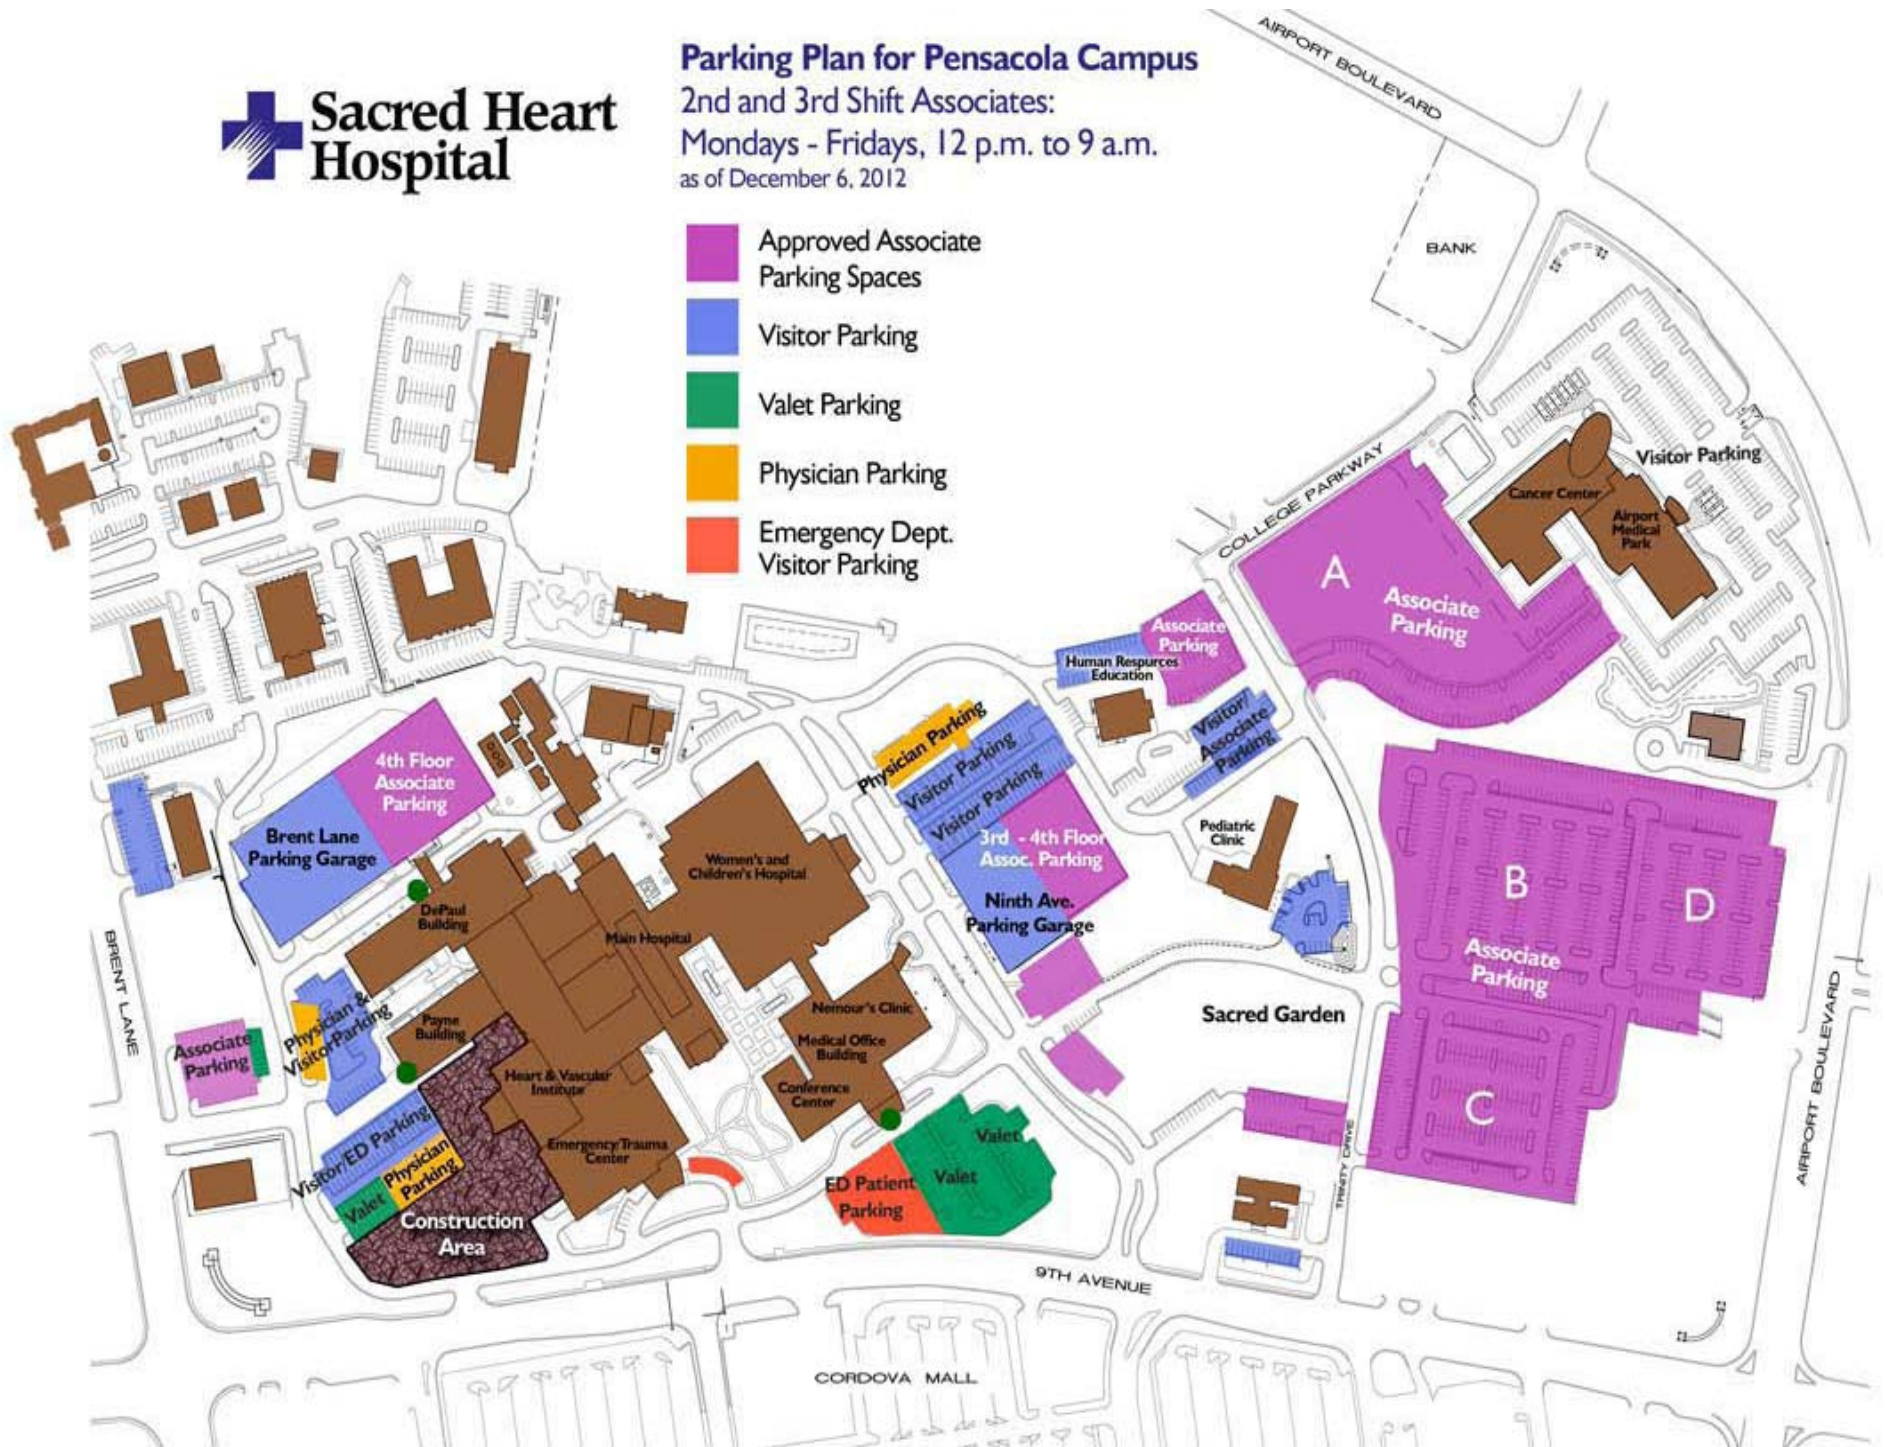 Sacred Heart
Hospital
Parking Plan for Pensacola Campus
2nd and 3rd Shift Associates:
Mondays - Fridays, 12 p.m. to 9 a.m.
as of December 6, 2012
Approved Associate
Parking Spaces
Visitor Parking
Valet Parking
Physician Parking
Emergency Dept.
Visitor Parking
AIRPORT BOULEVARD
BANK
COLLEGE PARKWAY
Visitor Parking
Cancer Center
Airport
Medical
Park
A
Associate
Parking
Associate
Parking
Human Respurces
Education
Visitor/
Associate
Parking
Physician Parking
Visitor Parking
Visitor Parking
3rd - 4th Floor
Assoc. Parking
Ninth Ave.
Parking Garage
Pediatric
Clinic
E
B
D
Associate
Parking
C
4th Floor
Associate
Parking
Brent Lane
Parking Garage
Women's and
Children's Hospital
DePaul
Building
Main Hospital
BRENT LANE
Associate
Parking
Physician &
Visitor Parking
Payne
Building
Nemour's Clinic
Medical Office
Building
Conference
Center
Heart & Vascular
Institute
Emergency/Trauma
Center
Sacred Garden
Visitor/ED Parking
Physician
Parking
Valet
Construction
Area
ED Patient
Parking
Valet
Valet
TRINITY DRIVE
AIRPORT BOULEVARD
9TH AVENUE
CORDOVA MALL